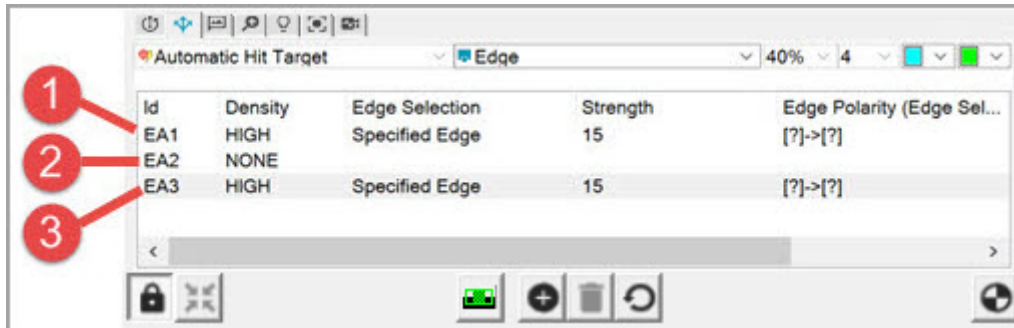 Automatic Hit Target Edge 40% 4
Id Density Edge Selection Strength Edge Polarity (Edge Sel...
1 EA1 HIGH Specified Edge 15 [?]->[?]
2 EA2 NONE
3 EA3 HIGH Specified Edge 15 [?]->[?]